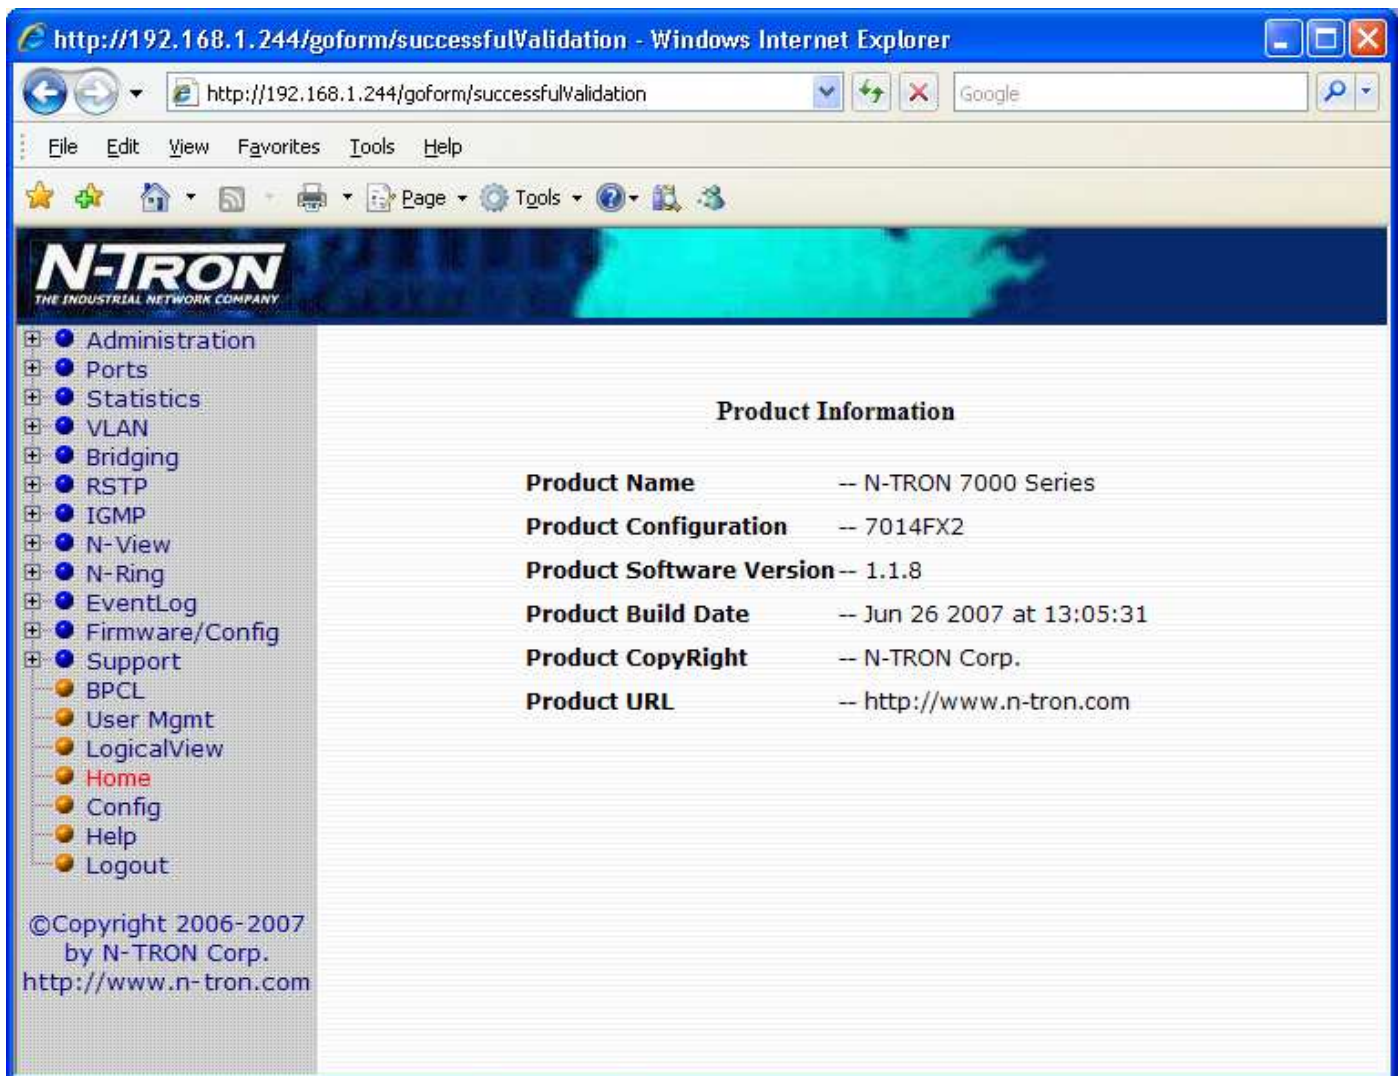 http://192.168.1.244/goform/successfulValidation - Windows Internet Explorer
http://192.168.1.244/goform/successfulValidation Google
File Edit View Favorites Tools Help
Page Tools
N-TRON
THE INDUSTRIAL NETWORK COMPANY
Administration
Ports
Statistics
VLAN
Bridging
RSTP
IGMP
N-View
N-Ring
EventLog
Firmware/Config
Support
BPCL
User Mgmt
LogicalView
Home
Config
Help
Logout
©Copyright 2006-2007
by N-TRON Corp.
http://www.n-tron.com
Product Information
Product Name -- N-TRON 7000 Series
Product Configuration -- 7014FX2
Product Software Version -- 1.1.8
Product Build Date -- Jun 26 2007 at 13:05:31
Product CopyRight -- N-TRON Corp.
Product URL -- http://www.n-tron.com